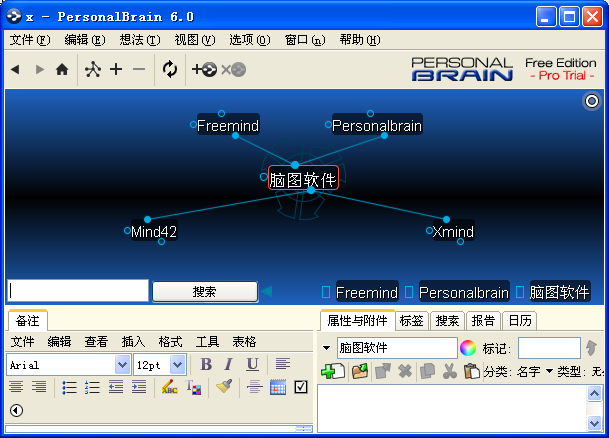 x - PersonalBrain 6.0
文件(F) 编辑(E) 想法(T) 视图(V) 选项(O) 窗口(n) 帮助(H)
PERSONAL BRAIN Free Edition
- Pro Trial -
Freemind Personalbrain
脑图软件
Mind42 Xmind
搜索 Freemind Personalbrain 脑图软件
备注 属性与附件 标签 搜索 报告 日历
文件 编辑 查看 插入 格式 工具 表格 脑图软件 标记:
Arial 12pt B I U
ABC T 分类: 名字 类型: 无